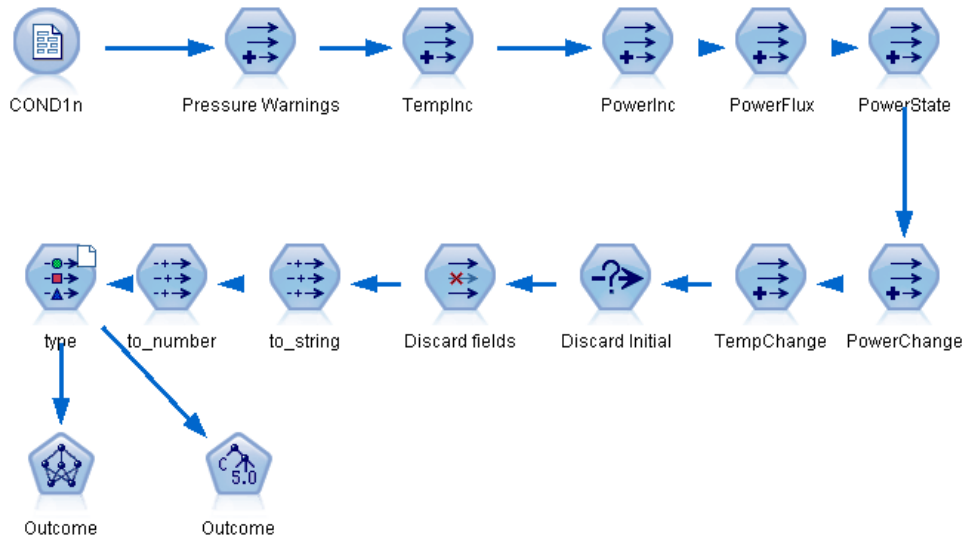 COND1n Pressure Warnings TempInc PowerInc PowerFlux PowerState
type to_number to_string Discard fields Discard Initial TempChange PowerChange
C 5.0
Outcome Outcome